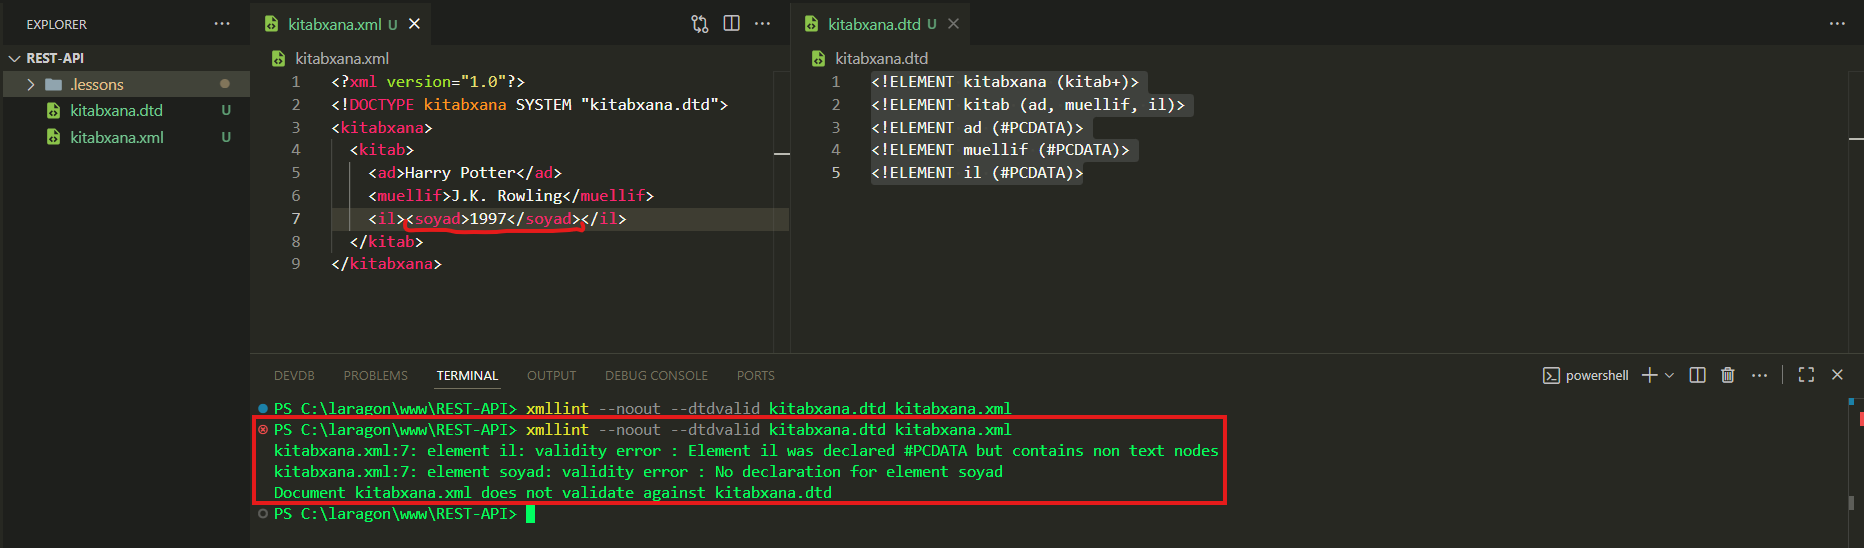 EXPLORER
REST-API
.lessons
kitabxana.dtd U
kitabxana.xml U
kitabxana.xml U
kitabxana.xml
1 <?xml version="1.0"?>
2 <!DOCTYPE kitabxana SYSTEM "kitabxana.dtd">
3 <kitabxana>
4 <kitab>
5 <ad>Harry Potter</ad>
6 <muellif>J.K. Rowling</muellif>
7 <il><soyad>1997</soyad></il>
8 </kitab>
9 </kitabxana>
kitabxana.dtd U
kitabxana.dtd
1 <!ELEMENT kitabxana (kitab+)>
2 <!ELEMENT kitab (ad, muellif, il)>
3 <!ELEMENT ad (#PCDATA)>
4 <!ELEMENT muellif (#PCDATA)>
5 <!ELEMENT il (#PCDATA)>
DEVDB PROBLEMS TERMINAL OUTPUT DEBUG CONSOLE PORTS
powershell
PS C:\laragon\www\REST-API> xmllint --noout --dtdvalid kitabxana.dtd kitabxana.xml
PS C:\laragon\www\REST-API> xmllint --noout --dtdvalid kitabxana.dtd kitabxana.xml
kitabxana.xml:7: element il: validity error : Element il was declared #PCDATA but contains non text nodes
kitabxana.xml:7: element soyad: validity error : No declaration for element soyad
Document kitabxana.xml does not validate against kitabxana.dtd
PS C:\laragon\www\REST-API>